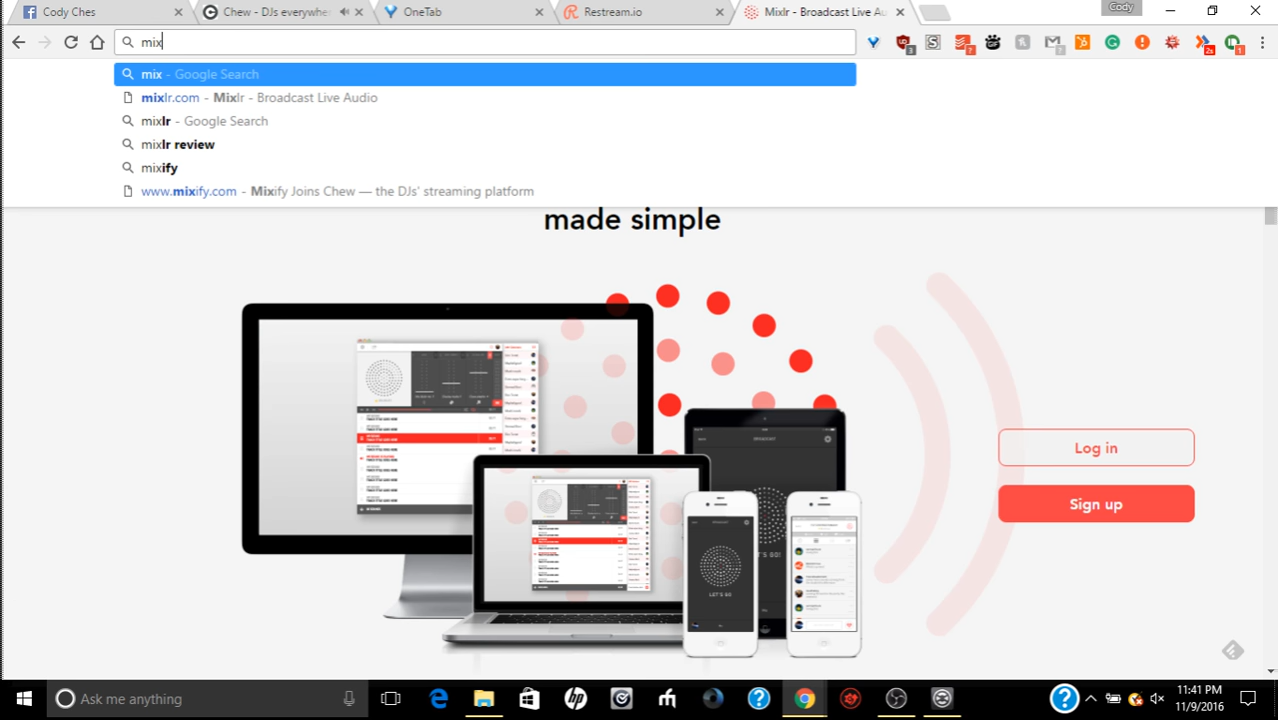 Cody Ches
Chew - DJs everywhe
OneTab
Restream.io
Mixlr - Broadcast Live Au
Cody
mix
mix - Google Search
mixlr.com - Mixlr - Broadcast Live Audio
mixlr - Google Search
mixlr review
mixify
www.mixify.com - Mixify Joins Chew — the DJs' streaming platform
made simple
Log in
Sign up
LET'S GO
Ask me anything
11:41 PM
11/9/2016